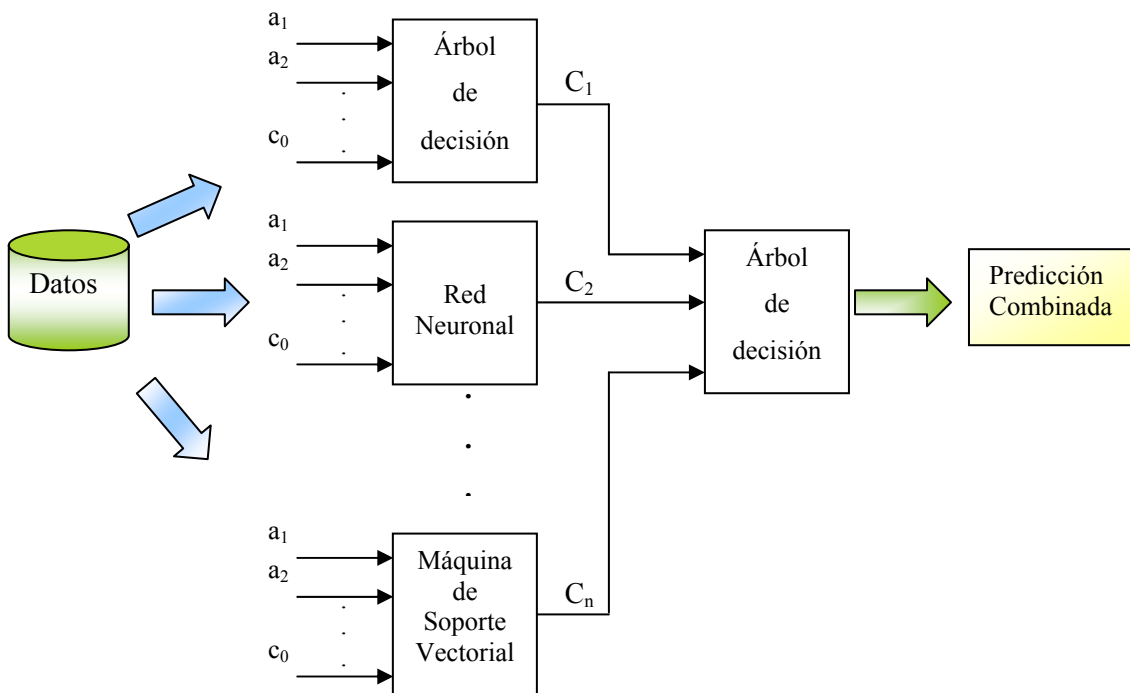 a₁
a₂
c₀
Árbol
de
decisión
C₁
Datos
a₁
a₂
c₀
Red
Neuronal
C₂
Árbol
de
decisión
Predicción
Combinada
a₁
a₂
c₀
Máquina
de
Soporte
Vectorial
Cₙ